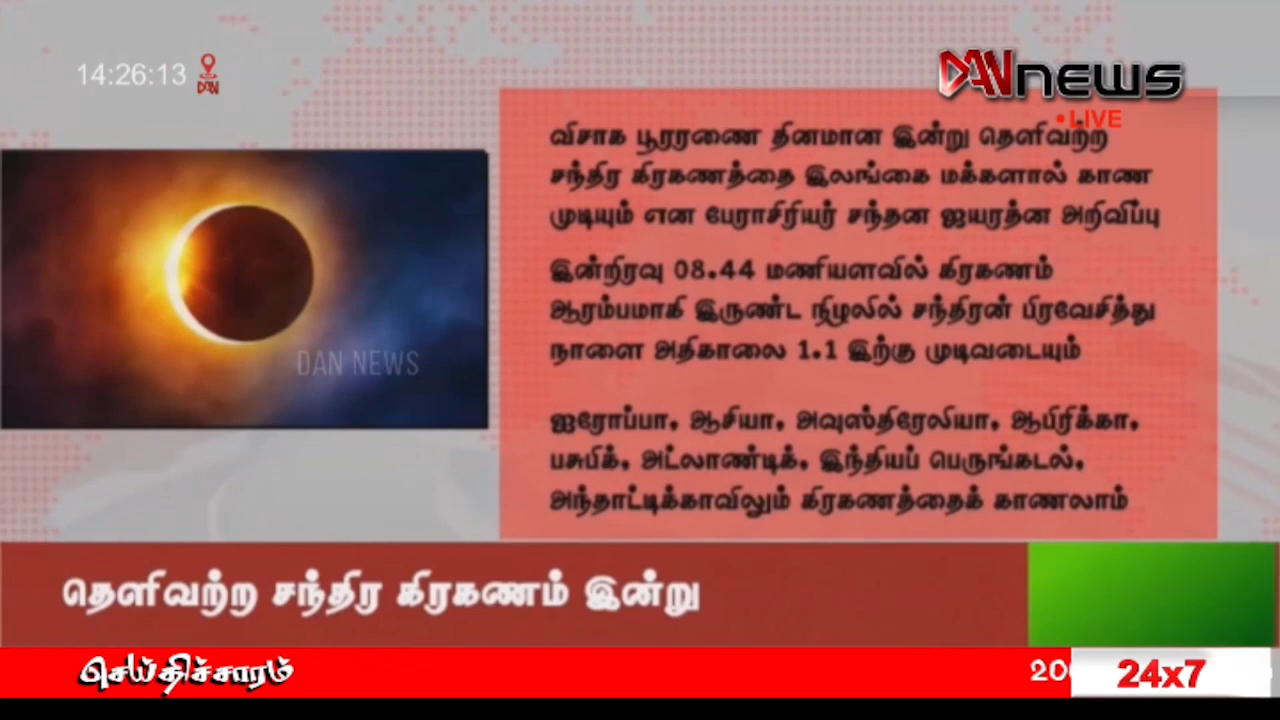 14:26:13
DAN
DAN news
LIVE
விசாக பூரரணை தினமான இன்று தெளிவற்ற
சந்திர கிரகணத்தை இலங்கை மக்களால் காண
முடியும் என பேராசிரியர் சந்தன ஜயரத்ன அறிவிப்பு
இன்றிரவு 08.44 மணியளவில் கிரகணம்
ஆரம்பமாகி இருண்ட நிழலில் சந்திரன் பிரவேசித்து
நாளை அதிகாலை 1.1 இற்கு முடிவடையும்
DAN NEWS
ஐரோப்பா, ஆசியா, அவுஸ்திரேலியா, ஆபிரிக்கா,
பசுபிக், அட்லாண்டிக், இந்தியப் பெருங்கடல்,
அந்தாட்டிக்காவிலும் கிரகணத்தைக் காணலாம்
தெளிவற்ற சந்திர கிரகணம் இன்று
செய்திச்சாரம்
24x7